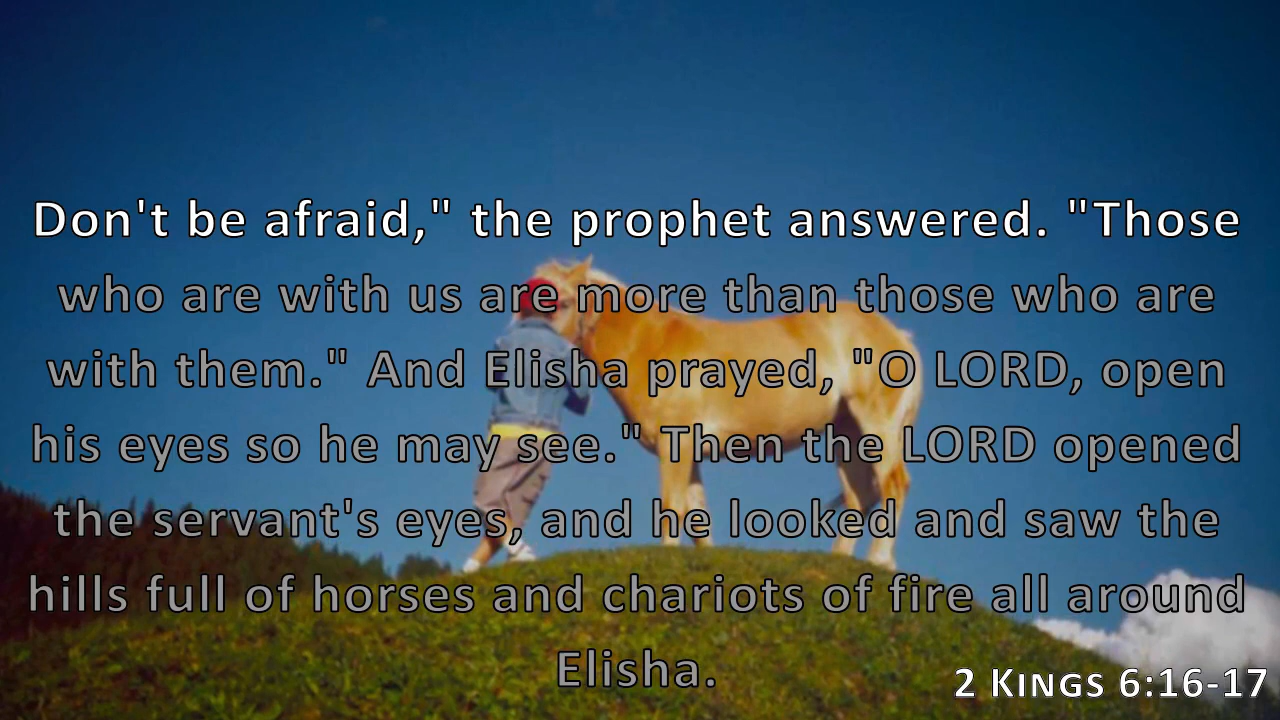 Don't be afraid," the prophet answered. "Those
who are with us are more than those who are
with them." And Elisha prayed, "O LORD, open
his eyes so he may see." Then the LORD opened
the servant's eyes, and he looked and saw the
hills full of horses and chariots of fire all around
Elisha.
2 Kings 6:16-17